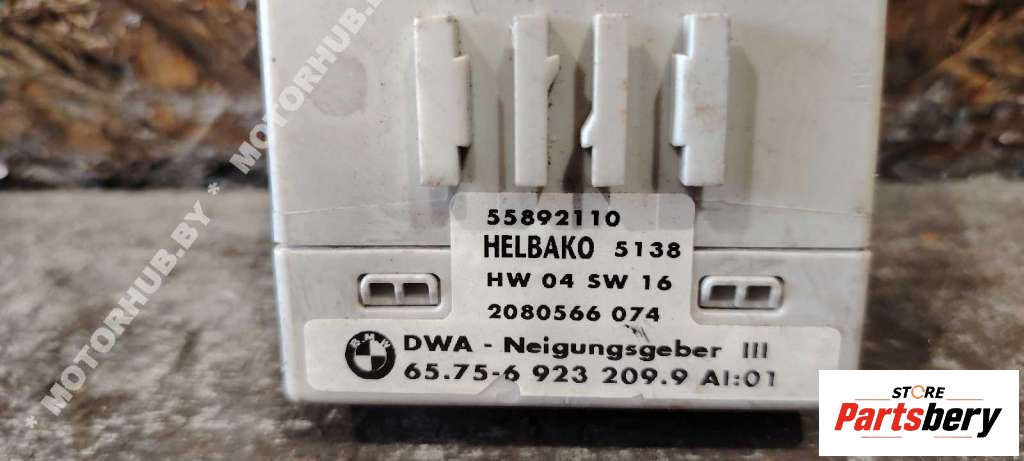 * MOTORHUB.BY * MOTORHUB.BY
55892110
HELBAKO 5138
HW 04 SW 16
2080566 074
BMW DWA - Neigungsgeber III
65.75-6 923 209.9 AI:01
STORE
Partsbery